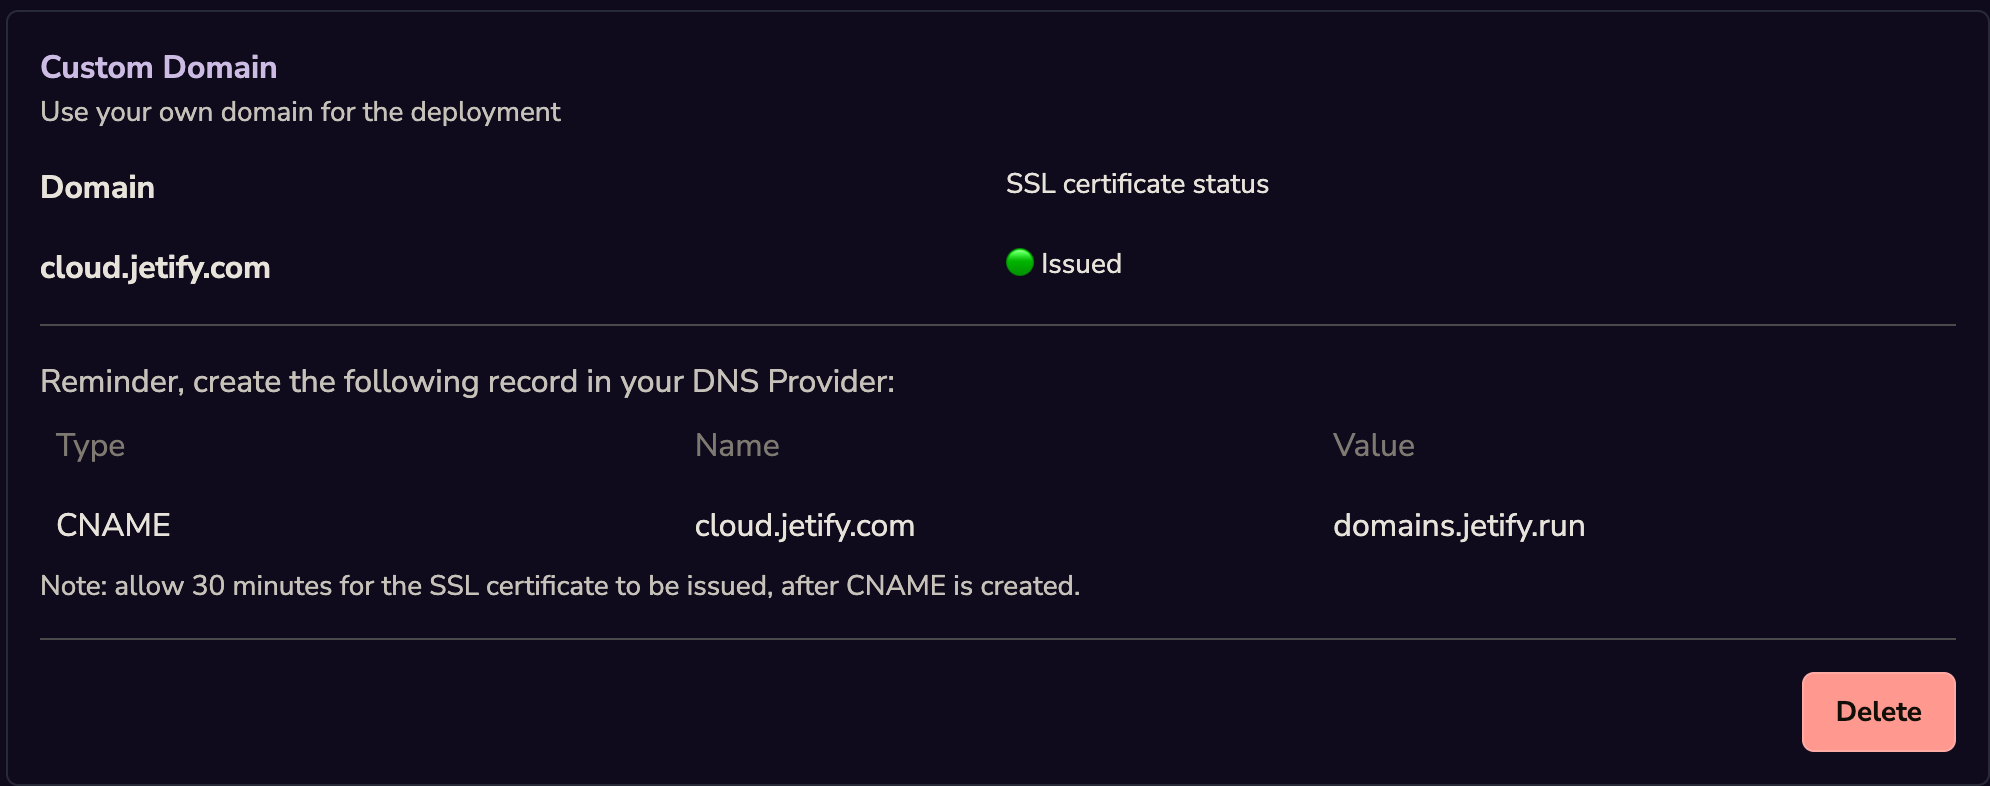 Custom Domain
Use your own domain for the deployment
Domain
SSL certificate status
cloud.jetify.com
Issued
Reminder, create the following record in your DNS Provider:
Type
Name
Value
CNAME
cloud.jetify.com
domains.jetify.run
Note: allow 30 minutes for the SSL certificate to be issued, after CNAME is created.
Delete